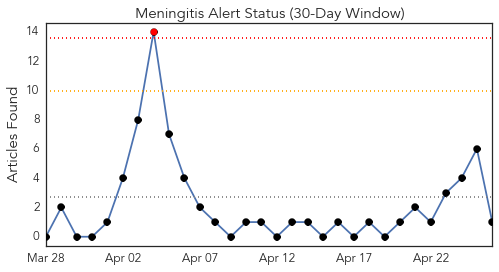 Meningitis Alert Status (30-Day Window)
Articles Found
14
12
10
8
6
4
2
0
Mar 28 Apr 02 Apr 07 Apr 12 Apr 17 Apr 22